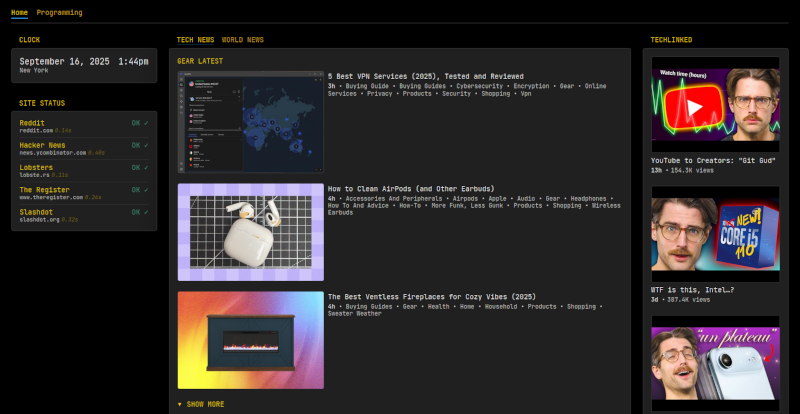 Home Programming
CLOCK
September 16, 2025 1:44pm
New York
SITE STATUS
Reddit OK ✓
reddit.com 0.14s
Hacker News OK ✓
news.ycombinator.com 0.40s
Lobsters OK ✓
lobste.rs 0.11s
The Register OK ✓
www.theregister.com
Slashdot OK ✓
slashdot.org 0.32s
TECH NEWS WORLD NEWS
GEAR LATEST
5 Best VPN Services (2025), Tested and Reviewed
3h • Buying Guide • Buying Guides • Cybersecurity • Encryption • Gear • Online
Services • Privacy • Products • Security • Shopping • Vpn
How to Clean AirPods (and Other Earbuds)
4h • Accessories And Peripherals • Airpods • Apple • Audio • Gear • Headphones •
How To And Advice • How-To • More Funk, Less Gunk • Products • Shopping • Wireless
Earbuds
The Best Ventless Fireplaces for Cozy Vibes (2025)
4h • Buying Guides • Gear • Health • Home • Household • Products • Shopping •
Sweater Weather
▼ SHOW MORE
TECHLINKED
Watch time (hours)
YouTube to Creators: "Git Gud"
13h • 154.3K views
NEW!
CORE i5
110
WTF is this, Intel…?
3d • 387.4K views
"un plateau"